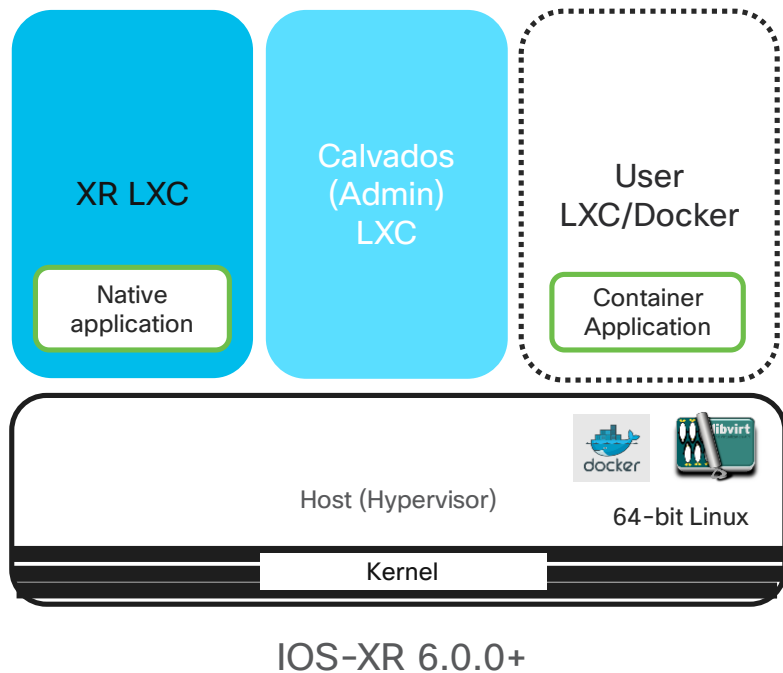 XR LXC
Native
application
Calvados
(Admin)
LXC
User
LXC/Docker
Container
Application
docker
libvirt
Host (Hypervisor)
64-bit Linux
Kernel
IOS-XR 6.0.0+